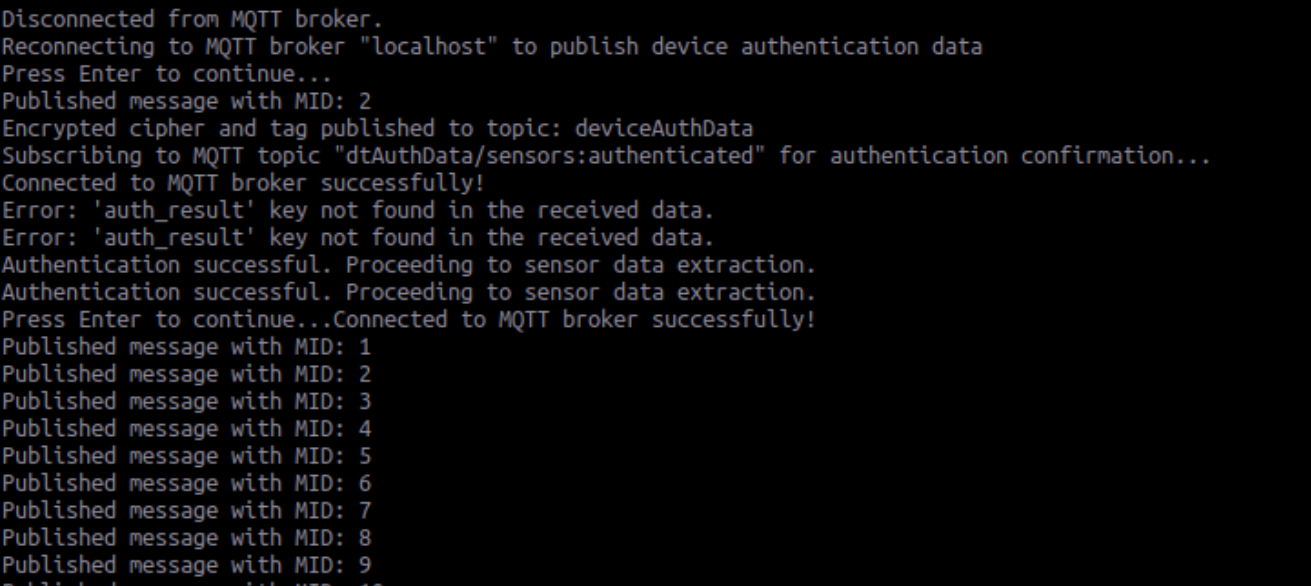 Disconnected from MQTT broker.
Reconnecting to MQTT broker "localhost" to publish device authentication data
Press Enter to continue...
Published message with MID: 2
Encrypted cipher and tag published to topic: deviceAuthData
Subscribing to MQTT topic "dtAuthData/sensors:authenticated" for authentication confirmation...
Connected to MQTT broker successfully!
Error: 'auth_result' key not found in the received data.
Error: 'auth_result' key not found in the received data.
Authentication successful. Proceeding to sensor data extraction.
Authentication successful. Proceeding to sensor data extraction.
Press Enter to continue...Connected to MQTT broker successfully!
Published message with MID: 1
Published message with MID: 2
Published message with MID: 3
Published message with MID: 4
Published message with MID: 5
Published message with MID: 6
Published message with MID: 7
Published message with MID: 8
Published message with MID: 9